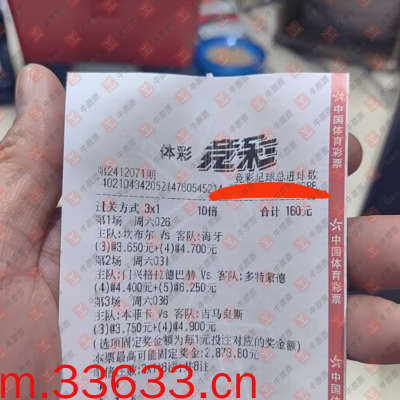 体彩 竞彩
第2412071期 竞彩足球总进球数
过关方式 3x1 10倍 合计 160元
第1场 周六026
主队:坎布尔 Vs 客队:海牙
(3)@3.650元+(4)@4.700元
第2场 周六031
主队:门兴格拉德巴赫 Vs 客队:多特蒙德
(4)@4.400元+(5)@6.250元
第3场 周六036
主队:本菲卡 Vs 客队:吉马良斯
(3)@3.750元+(4)@4.900元
(选项固定奖金额为每1元投注对应的奖金额)
本票最高可能固定奖金:2,878.80元
中国体育彩票
中国体育彩票
m.33633.cn